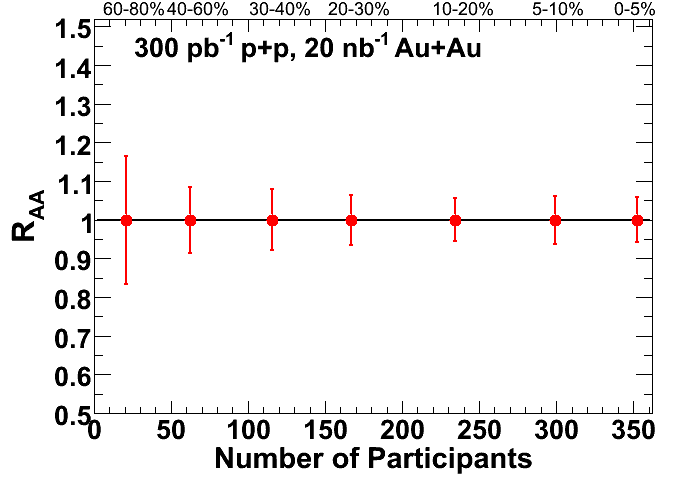 60-80% 40-60% 30-40% 20-30% 10-20% 5-10% 0-5%
300 pb⁻¹ p+p, 20 nb⁻¹ Au+Au
1.5
1.4
1.3
1.2
1.1
1
0.9
0.8
0.7
0.6
0.5
R_AA
0 50 100 150 200 250 300 350
Number of Participants